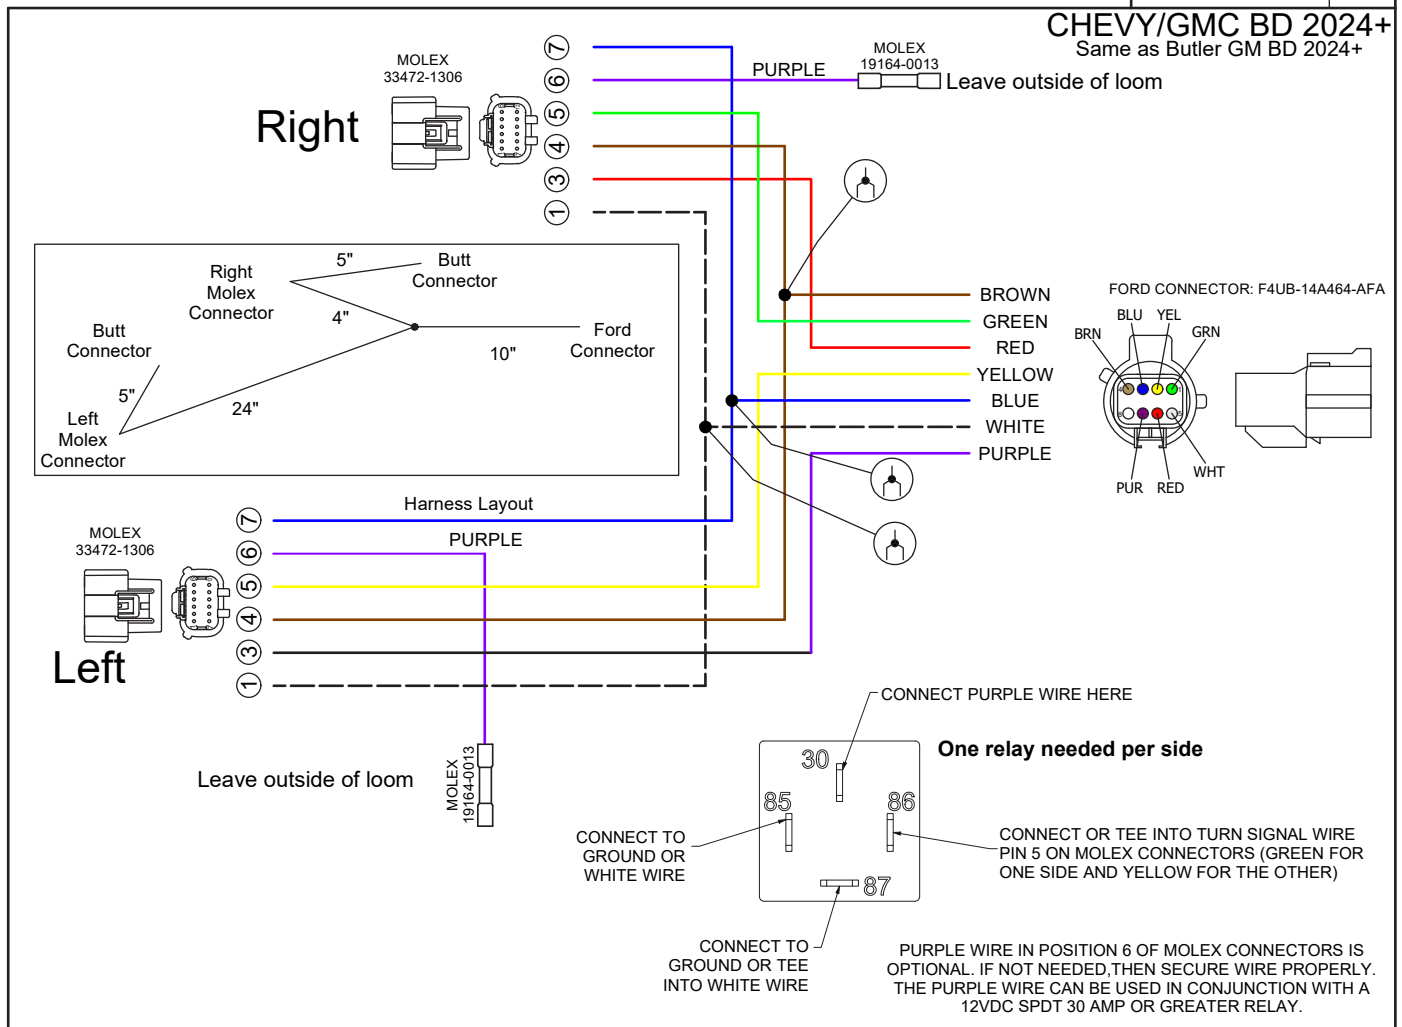 CHEVY/GMC BD 2024+
Same as Butler GM BD 2024+
MOLEX
33472-1306
Right
7
6
5
4
3
1
PURPLE
MOLEX
19164-0013
Leave outside of loom
Right
Molex
Connector
5"
Butt
Connector
4"
Butt
Connector
5"
Left
Molex
Connector
24"
10"
Ford
Connector
Harness Layout
BROWN
GREEN
RED
YELLOW
BLUE
WHITE
PURPLE
FORD CONNECTOR: F4UB-14A464-AFA
BLU YEL
BRN GRN
4 1
8 5
WHT
PUR RED
MOLEX
33472-1306
Left
7
6
5
4
3
1
PURPLE
Leave outside of loom
MOLEX
19164-0013
CONNECT PURPLE WIRE HERE
One relay needed per side
30
85
86
87
CONNECT TO
GROUND OR
WHITE WIRE
CONNECT OR TEE INTO TURN SIGNAL WIRE
PIN 5 ON MOLEX CONNECTORS (GREEN FOR
ONE SIDE AND YELLOW FOR THE OTHER)
CONNECT TO
GROUND OR TEE
INTO WHITE WIRE
PURPLE WIRE IN POSITION 6 OF MOLEX CONNECTORS IS
OPTIONAL. IF NOT NEEDED,THEN SECURE WIRE PROPERLY.
THE PURPLE WIRE CAN BE USED IN CONJUNCTION WITH A
12VDC SPDT 30 AMP OR GREATER RELAY.